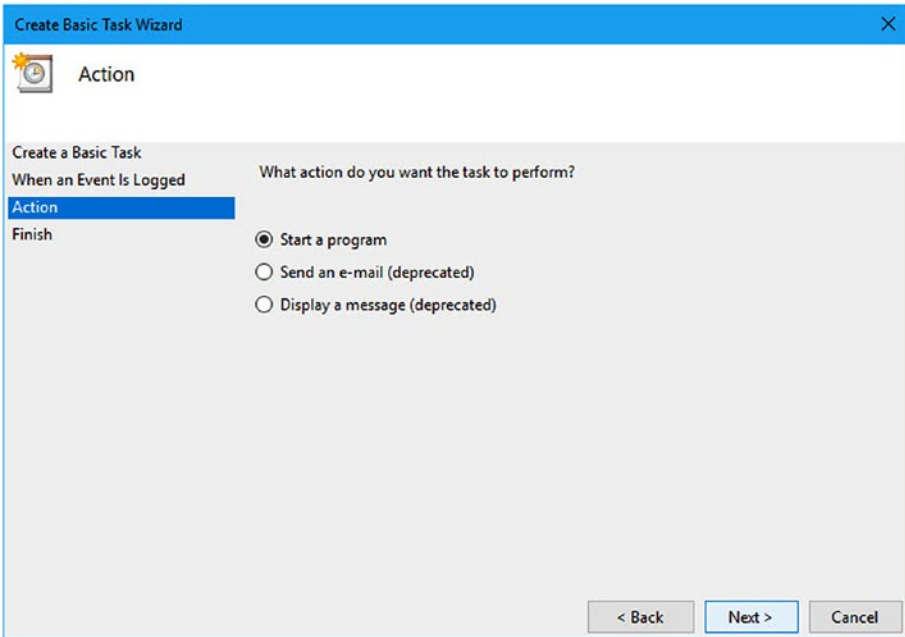 Create Basic Task Wizard
Action
Create a Basic Task
When an Event Is Logged
Action
Finish
What action do you want the task to perform?
Start a program
Send an e-mail (deprecated)
Display a message (deprecated)
< Back
Next >
Cancel